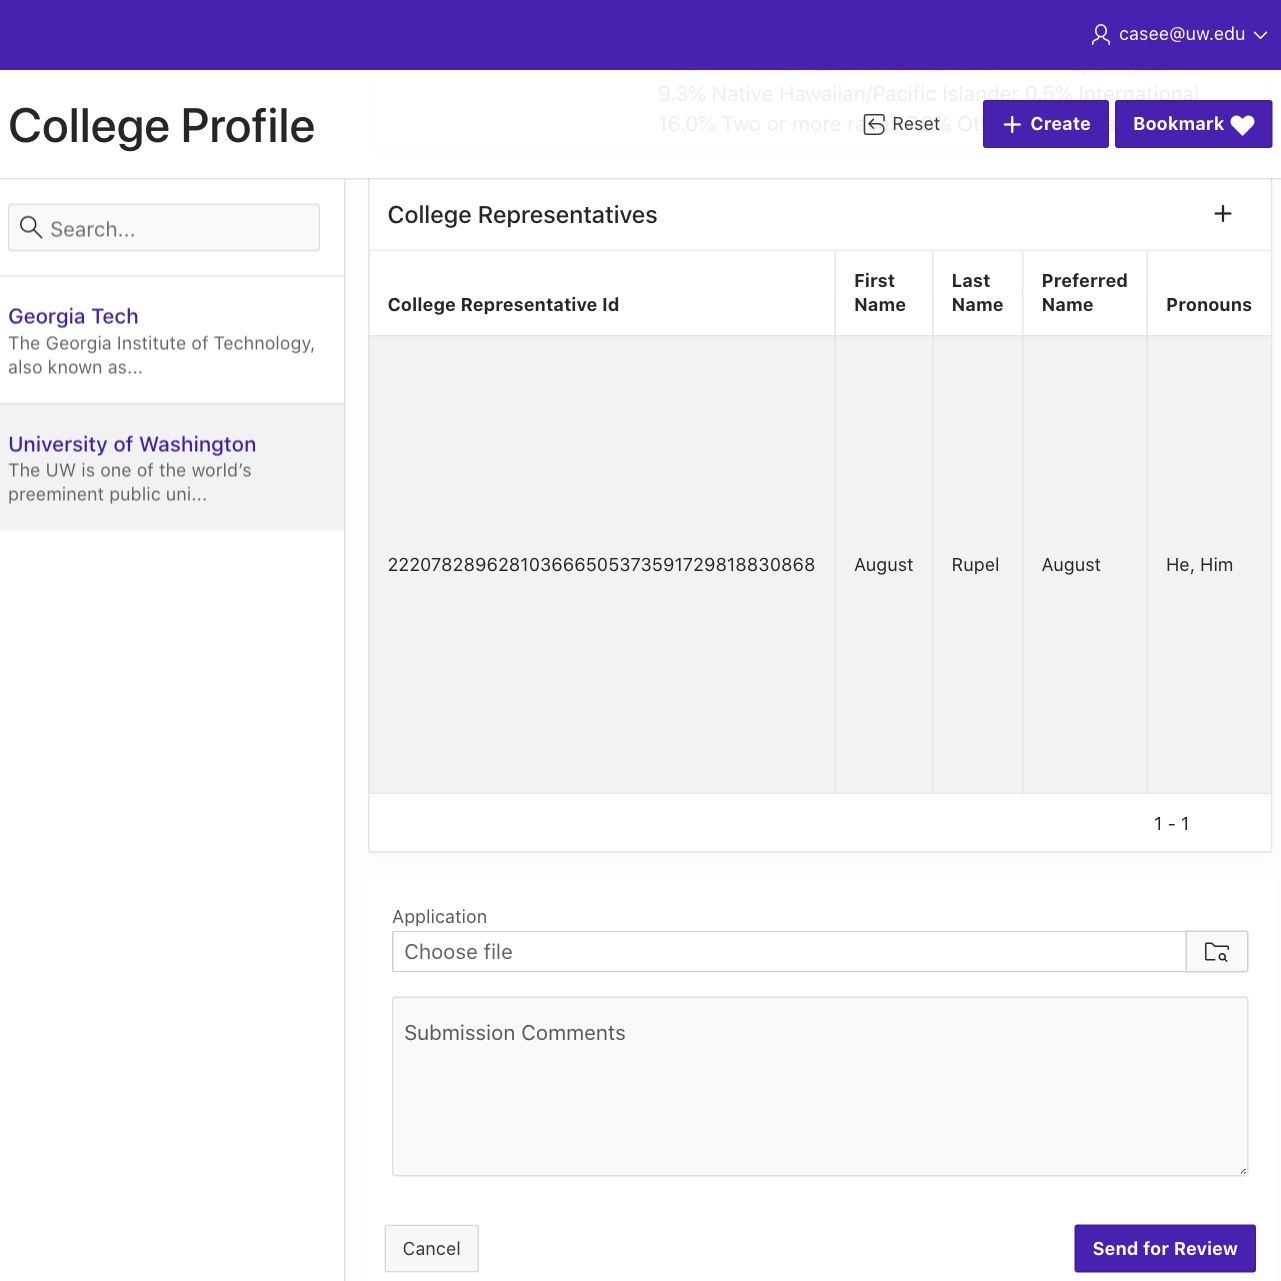 casee@uw.edu
College Profile
9.3% Native Hawaiian/Pacific Islander 0.5% International
16.0% Two or more
Reset
Create
Bookmark
Search...
Georgia Tech
The Georgia Institute of Technology,
also known as...
University of Washington
The UW is one of the world's
preeminent public uni...
College Representatives
College Representative Id
First
Name
Last
Name
Preferred
Name
Pronouns
222078289628103666505373591729818830868
August
Rupel
August
He, Him
1 - 1
Application
Choose file
Submission Comments
Cancel
Send for Review